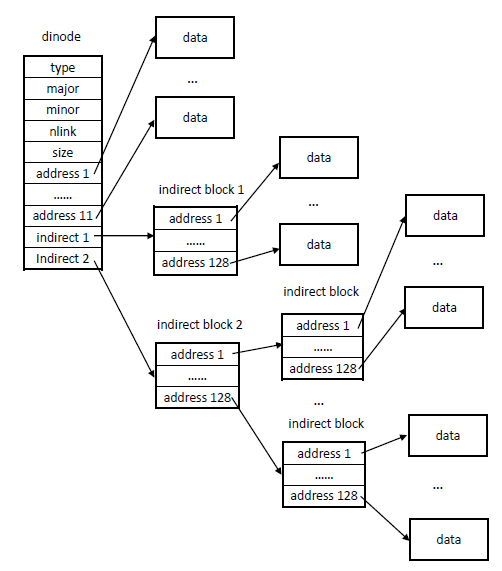 dinode
type
major
minor
nlink
size
address 1
......
address 11
indirect 1
Indirect 2
data
...
data
indirect block 1
address 1
......
address 128
data
...
data
indirect block 2
address 1
......
address 128
indirect block
address 1
......
address 128
data
...
data
...
indirect block
address 1
......
address 128
data
...
data